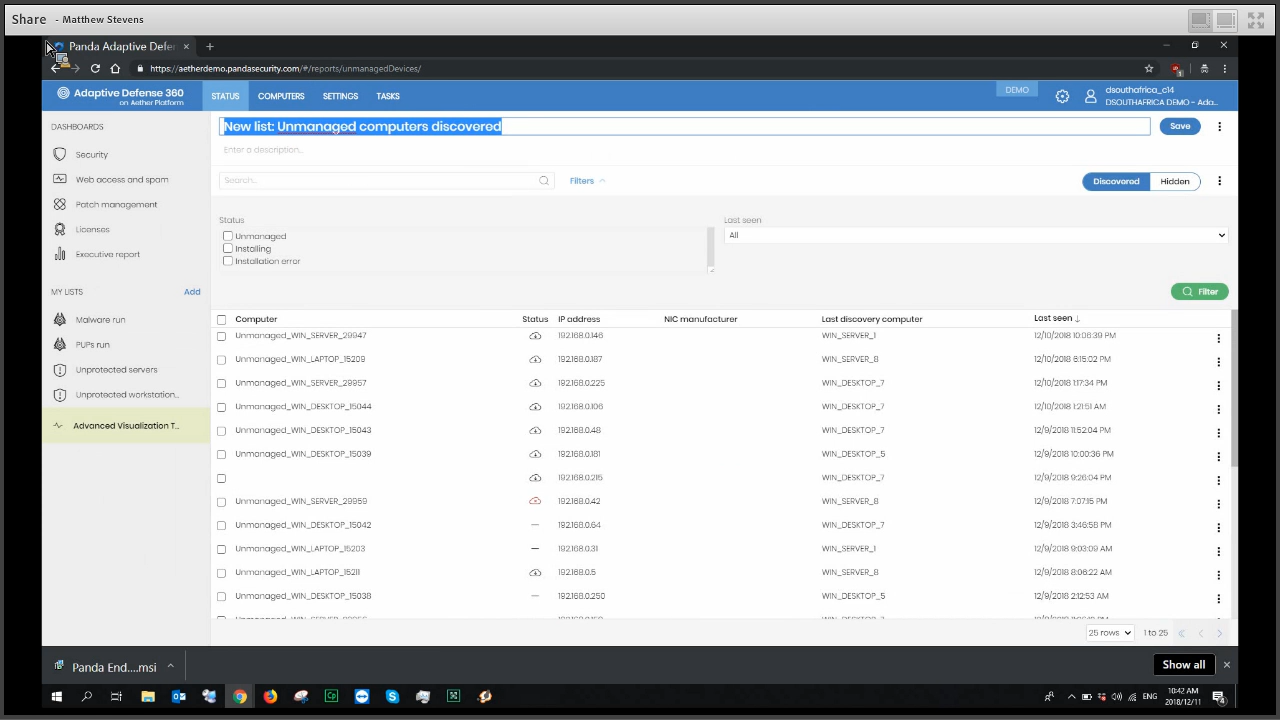 Share - Matthew Stevens
Panda Adaptive Defen
https://aetherdemo.pandasecurity.com/#/reports/unmanagedDevices/
Adaptive Defense 360
on Aether Platform
STATUS COMPUTERS SETTINGS TASKS
DEMO
dsouthafrica_c14
DSOUTHAFRICA DEMO - Ada...
DASHBOARDS
Security
Web access and spam
Patch management
Licenses
Executive report
MY LISTS Add
Malware run
PUPs run
Unprotected servers
Unprotected workstation...
Advanced Visualization T...
New list: Unmanaged computers discovered
Save
Enter a description...
Search...
Filters
Discovered Hidden
Status
Unmanaged
Installing
Installation error
Last seen
All
Filter
Computer Status IP address NIC manufacturer Last discovery computer Last seen
Unmanaged_WIN_SERVER_29947 192.168.0.146 WIN_SERVER_1 12/10/2018 10:06:39 PM
Unmanaged_WIN_LAPTOP_15209 192.168.0.187 WIN_SERVER_8 12/10/2018 6:15:02 PM
Unmanaged_WIN_SERVER_29957 192.168.0.225 WIN_DESKTOP_7 12/10/2018 1:17:34 PM
Unmanaged_WIN_DESKTOP_15044 192.168.0.106 WIN_DESKTOP_7 12/10/2018 1:21:51 AM
Unmanaged_WIN_DESKTOP_15043 192.168.0.48 WIN_DESKTOP_7 12/9/2018 11:52:04 PM
Unmanaged_WIN_DESKTOP_15039 192.168.0.181 WIN_DESKTOP_5 12/9/2018 10:00:36 PM
192.168.0.215 WIN_DESKTOP_7 12/9/2018 9:26:04 PM
Unmanaged_WIN_SERVER_29959 192.168.0.42 WIN_SERVER_8 12/9/2018 7:07:15 PM
Unmanaged_WIN_DESKTOP_15042 192.168.0.64 WIN_DESKTOP_7 12/9/2018 3:46:58 PM
Unmanaged_WIN_LAPTOP_15203 192.168.0.31 WIN_SERVER_1 12/9/2018 9:03:09 AM
Unmanaged_WIN_LAPTOP_15211 192.168.0.5 WIN_SERVER_8 12/9/2018 8:06:22 AM
Unmanaged_WIN_DESKTOP_15038 192.168.0.250 WIN_DESKTOP_5 12/9/2018 2:12:53 AM
25 rows 1 to 25
Panda End....msi
Show all
ENG
10:42 AM
2018/12/11